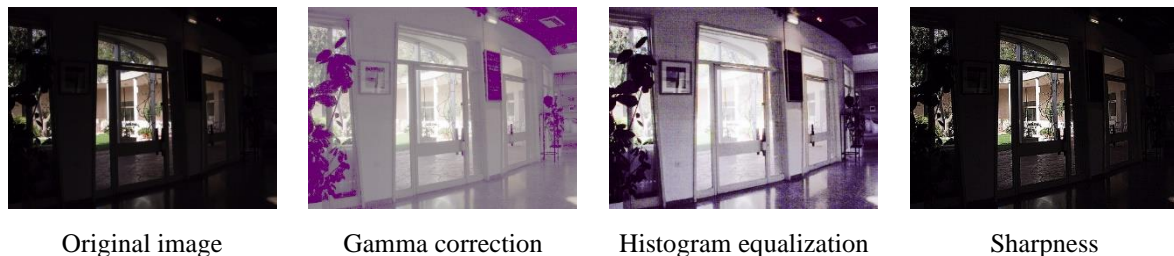 Original image
Gamma correction
Histogram equalization
Sharpness